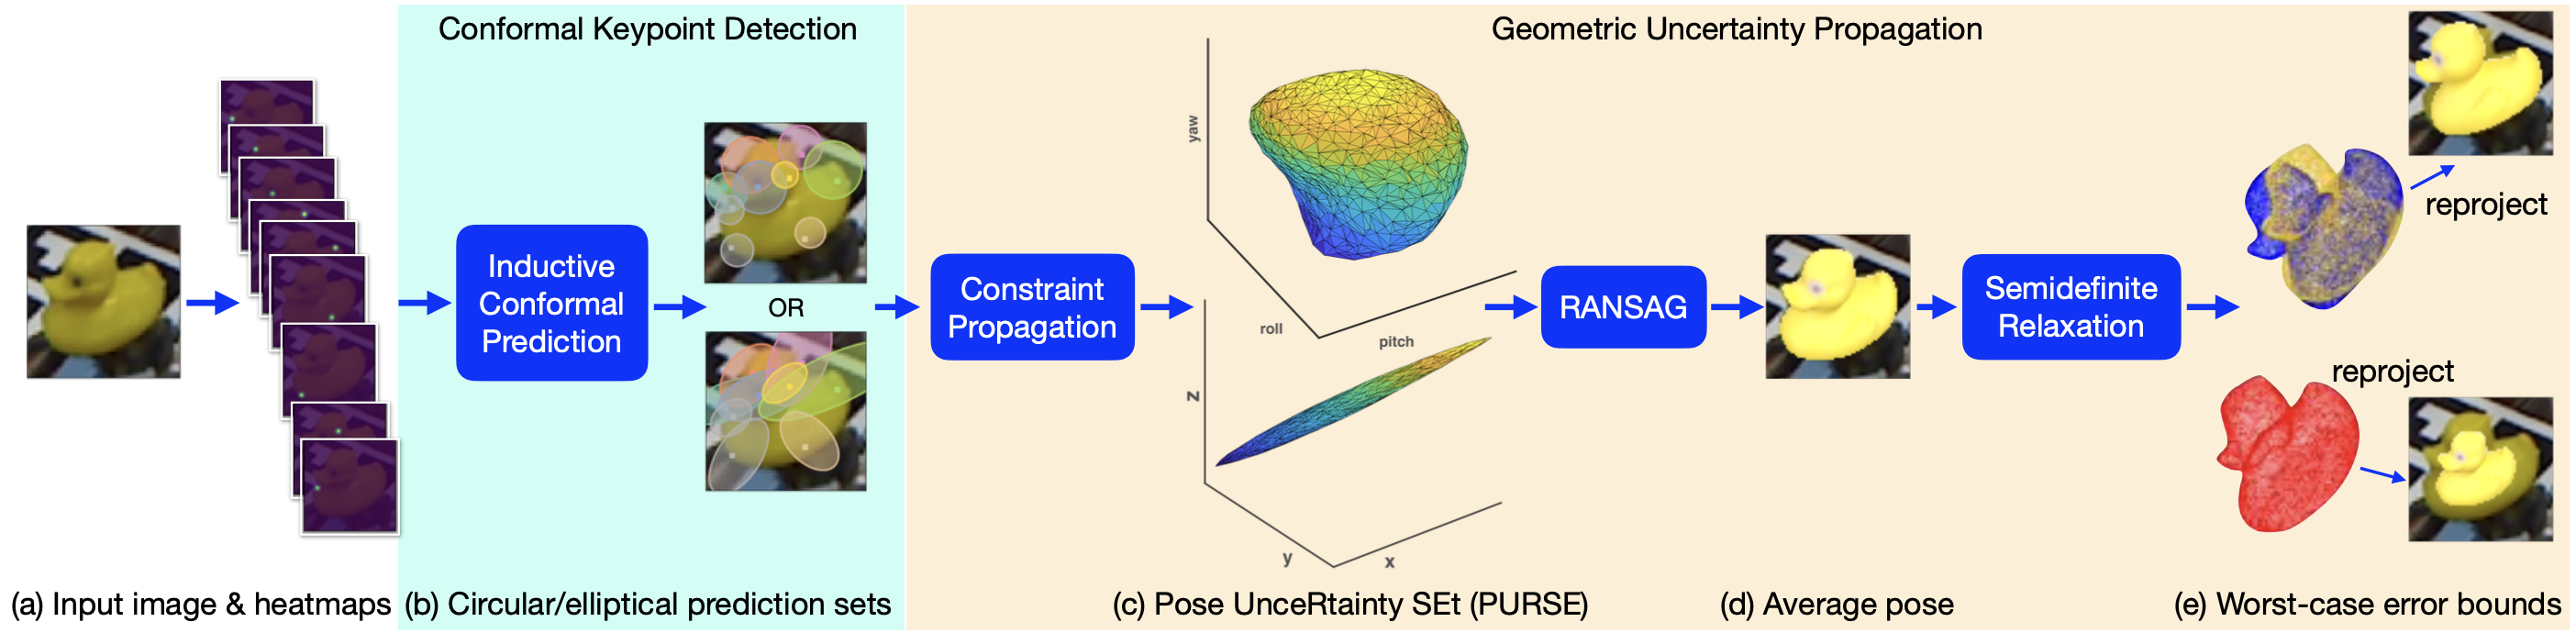 Conformal Keypoint Detection
Geometric Uncertainty Propagation
Inductive
Conformal
Prediction
OR
Constraint
Propagation
yaw
roll
pitch
z
y
x
RANSAG
Semidefinite
Relaxation
reproject
reproject
(a) Input image & heatmaps
(b) Circular/elliptical prediction sets
(c) Pose UnceRtainty SEt (PURSE)
(d) Average pose
(e) Worst-case error bounds